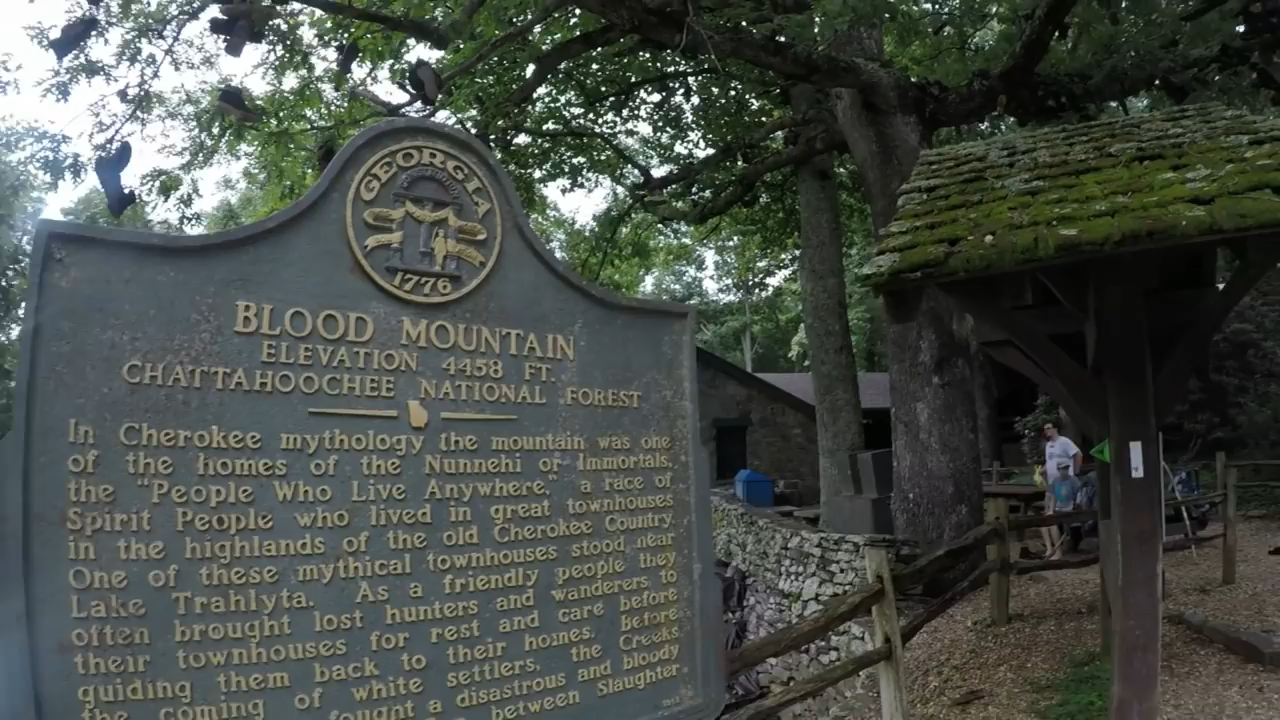 GEORGIA
1776
BLOOD MOUNTAIN
ELEVATION 4458 FT.
CHATTAHOOCHEE NATIONAL FOREST
In Cherokee mythology the mountain was one
of the homes of the Nunnehi or Immortals,
the "People Who Live Anywhere," a race of
Spirit People who lived in great townhouses
in the highlands of the old Cherokee Country.
One of these mythical townhouses stood near
Lake Trahlyta. As a friendly people they
often brought lost hunters and wanderers to
their townhouses for rest and care before
guiding them back to their homes. Before
the coming of white settlers, the Creeks
fought a disastrous and bloody
between Slaughter